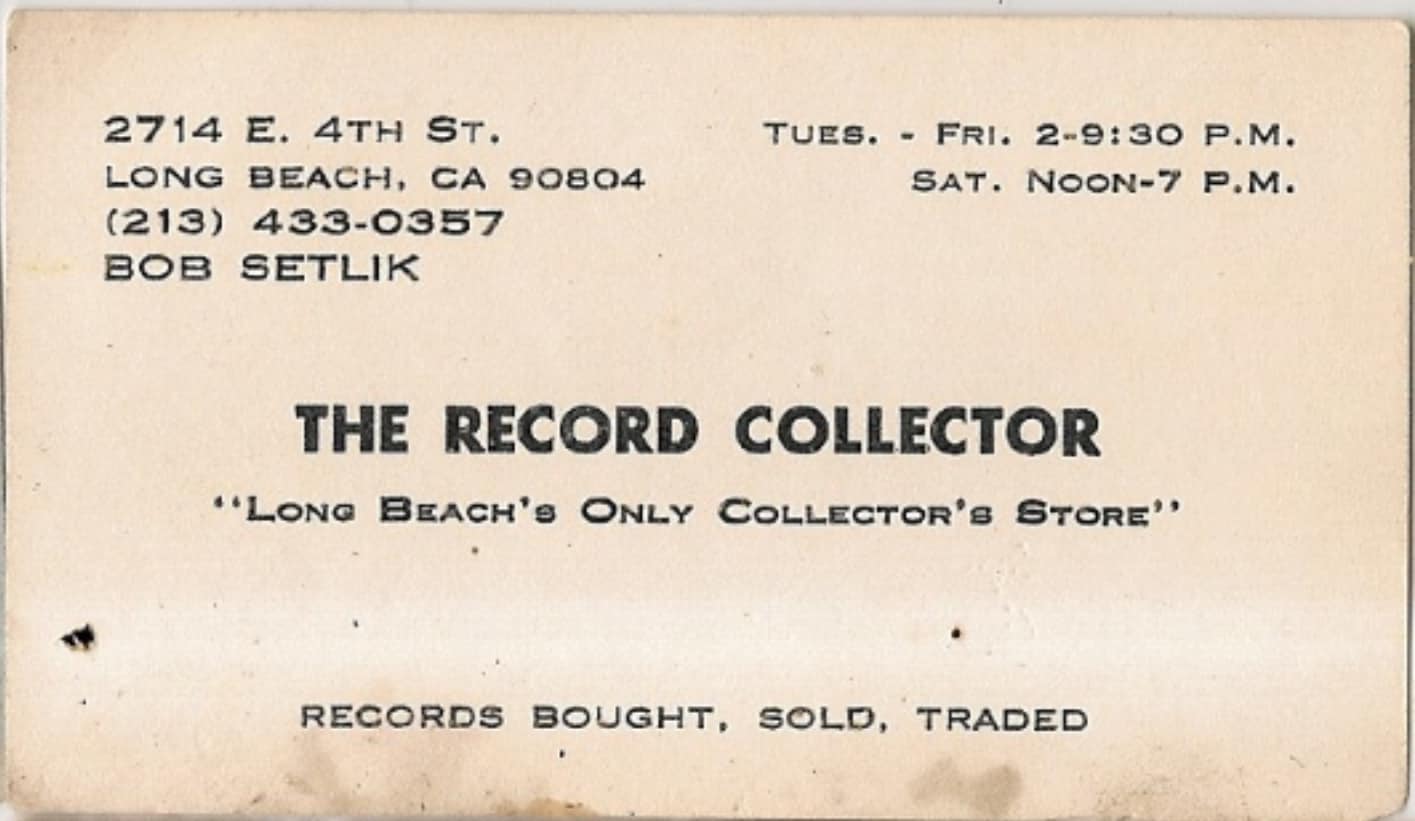 2714 E. 4TH ST.
LONG BEACH, CA 90804
(213) 433-0357
BOB SETLIK
TUES. - FRI. 2-9:30 P.M.
SAT. NOON-7 P.M.
THE RECORD COLLECTOR
"LONG BEACH'S ONLY COLLECTOR'S STORE"
RECORDS BOUGHT, SOLD, TRADED